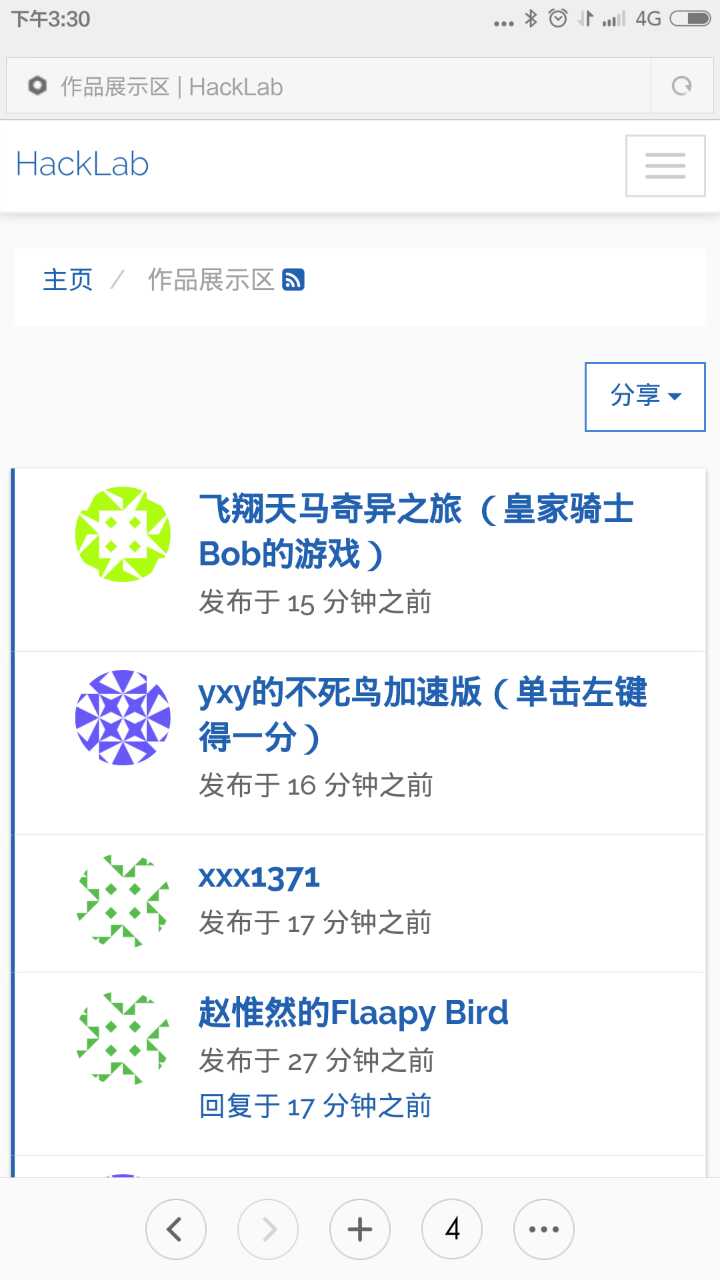 下午3:30
4G
作品展示区 | HackLab
HackLab
主页 / 作品展示区
分享
飞翔天马奇异之旅 （皇家骑士
Bob的游戏）
发布于 15 分钟之前
yxy的不死鸟加速版（单击左键
得一分）
发布于 16 分钟之前
xxx1371
发布于 17 分钟之前
赵惟然的Flaapy Bird
发布于 27 分钟之前
回复于 17 分钟之前
4